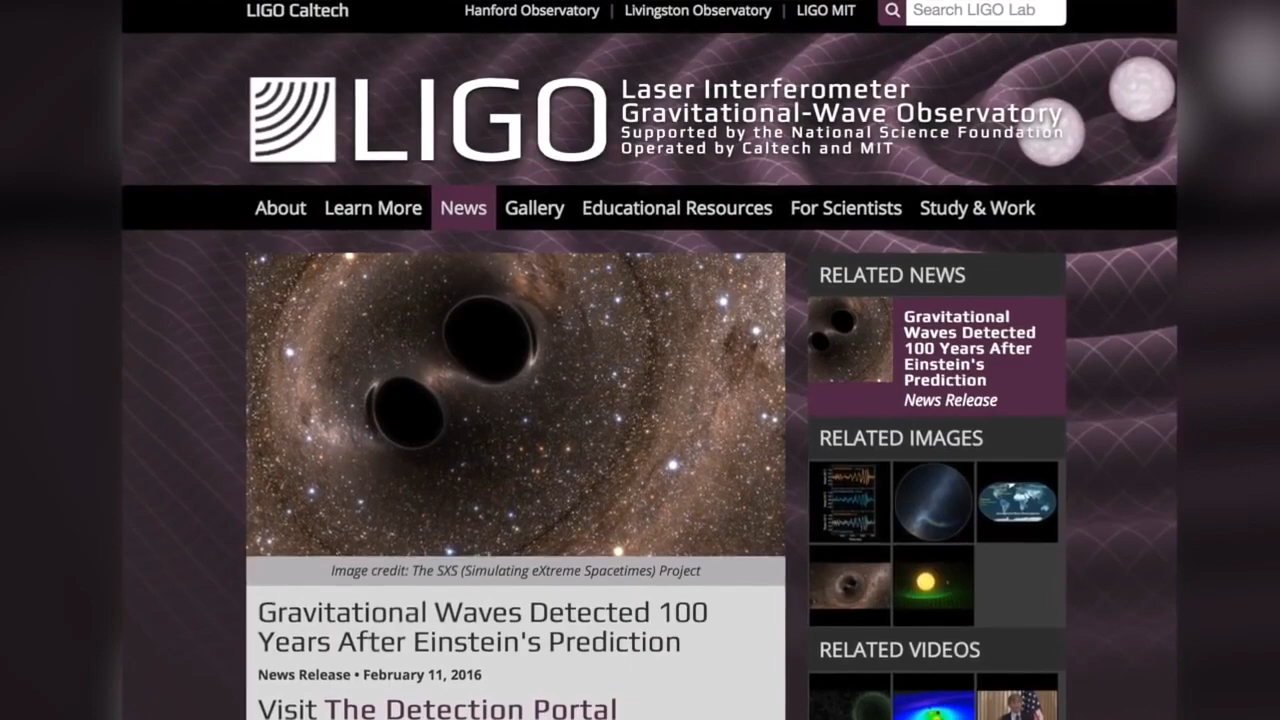 LIGO Caltech
Hanford Observatory | Livingston Observatory | LIGO MIT
Search LIGO Lab
LIGO
Laser Interferometer
Gravitational-Wave Observatory
Supported by the National Science Foundation
Operated by Caltech and MIT
About Learn More News Gallery Educational Resources For Scientists Study & Work
Image credit: The SXS (Simulating eXtreme Spacetimes) Project
Gravitational Waves Detected 100
Years After Einstein's Prediction
News Release • February 11, 2016
Visit The Detection Portal
RELATED NEWS
Gravitational
Waves Detected
100 Years After
Einstein's
Prediction
News Release
RELATED IMAGES
RELATED VIDEOS